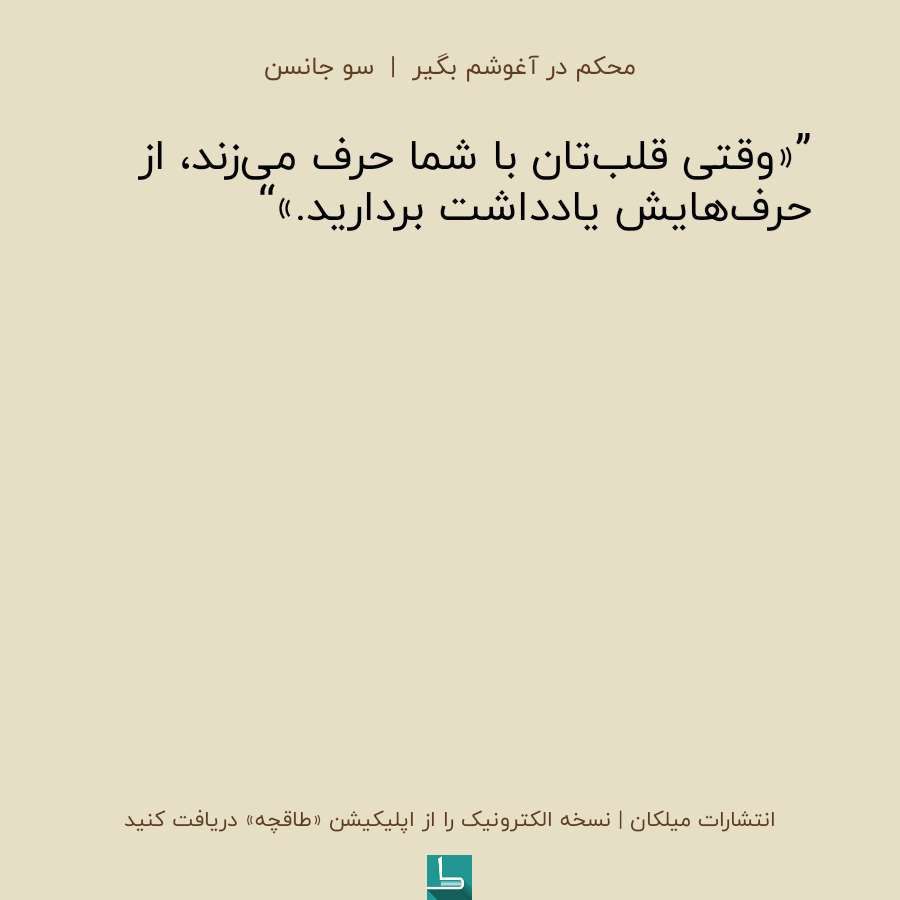 محکم در آغوشم بگیر | سو جانسن
”«وقتی قلب‌تان با شما حرف می‌زند، از
حرف‌هایش یادداشت بردارید.»“
انتشارات میلکان | نسخه الکترونیک را از اپلیکیشن «طاقچه» دریافت کنید